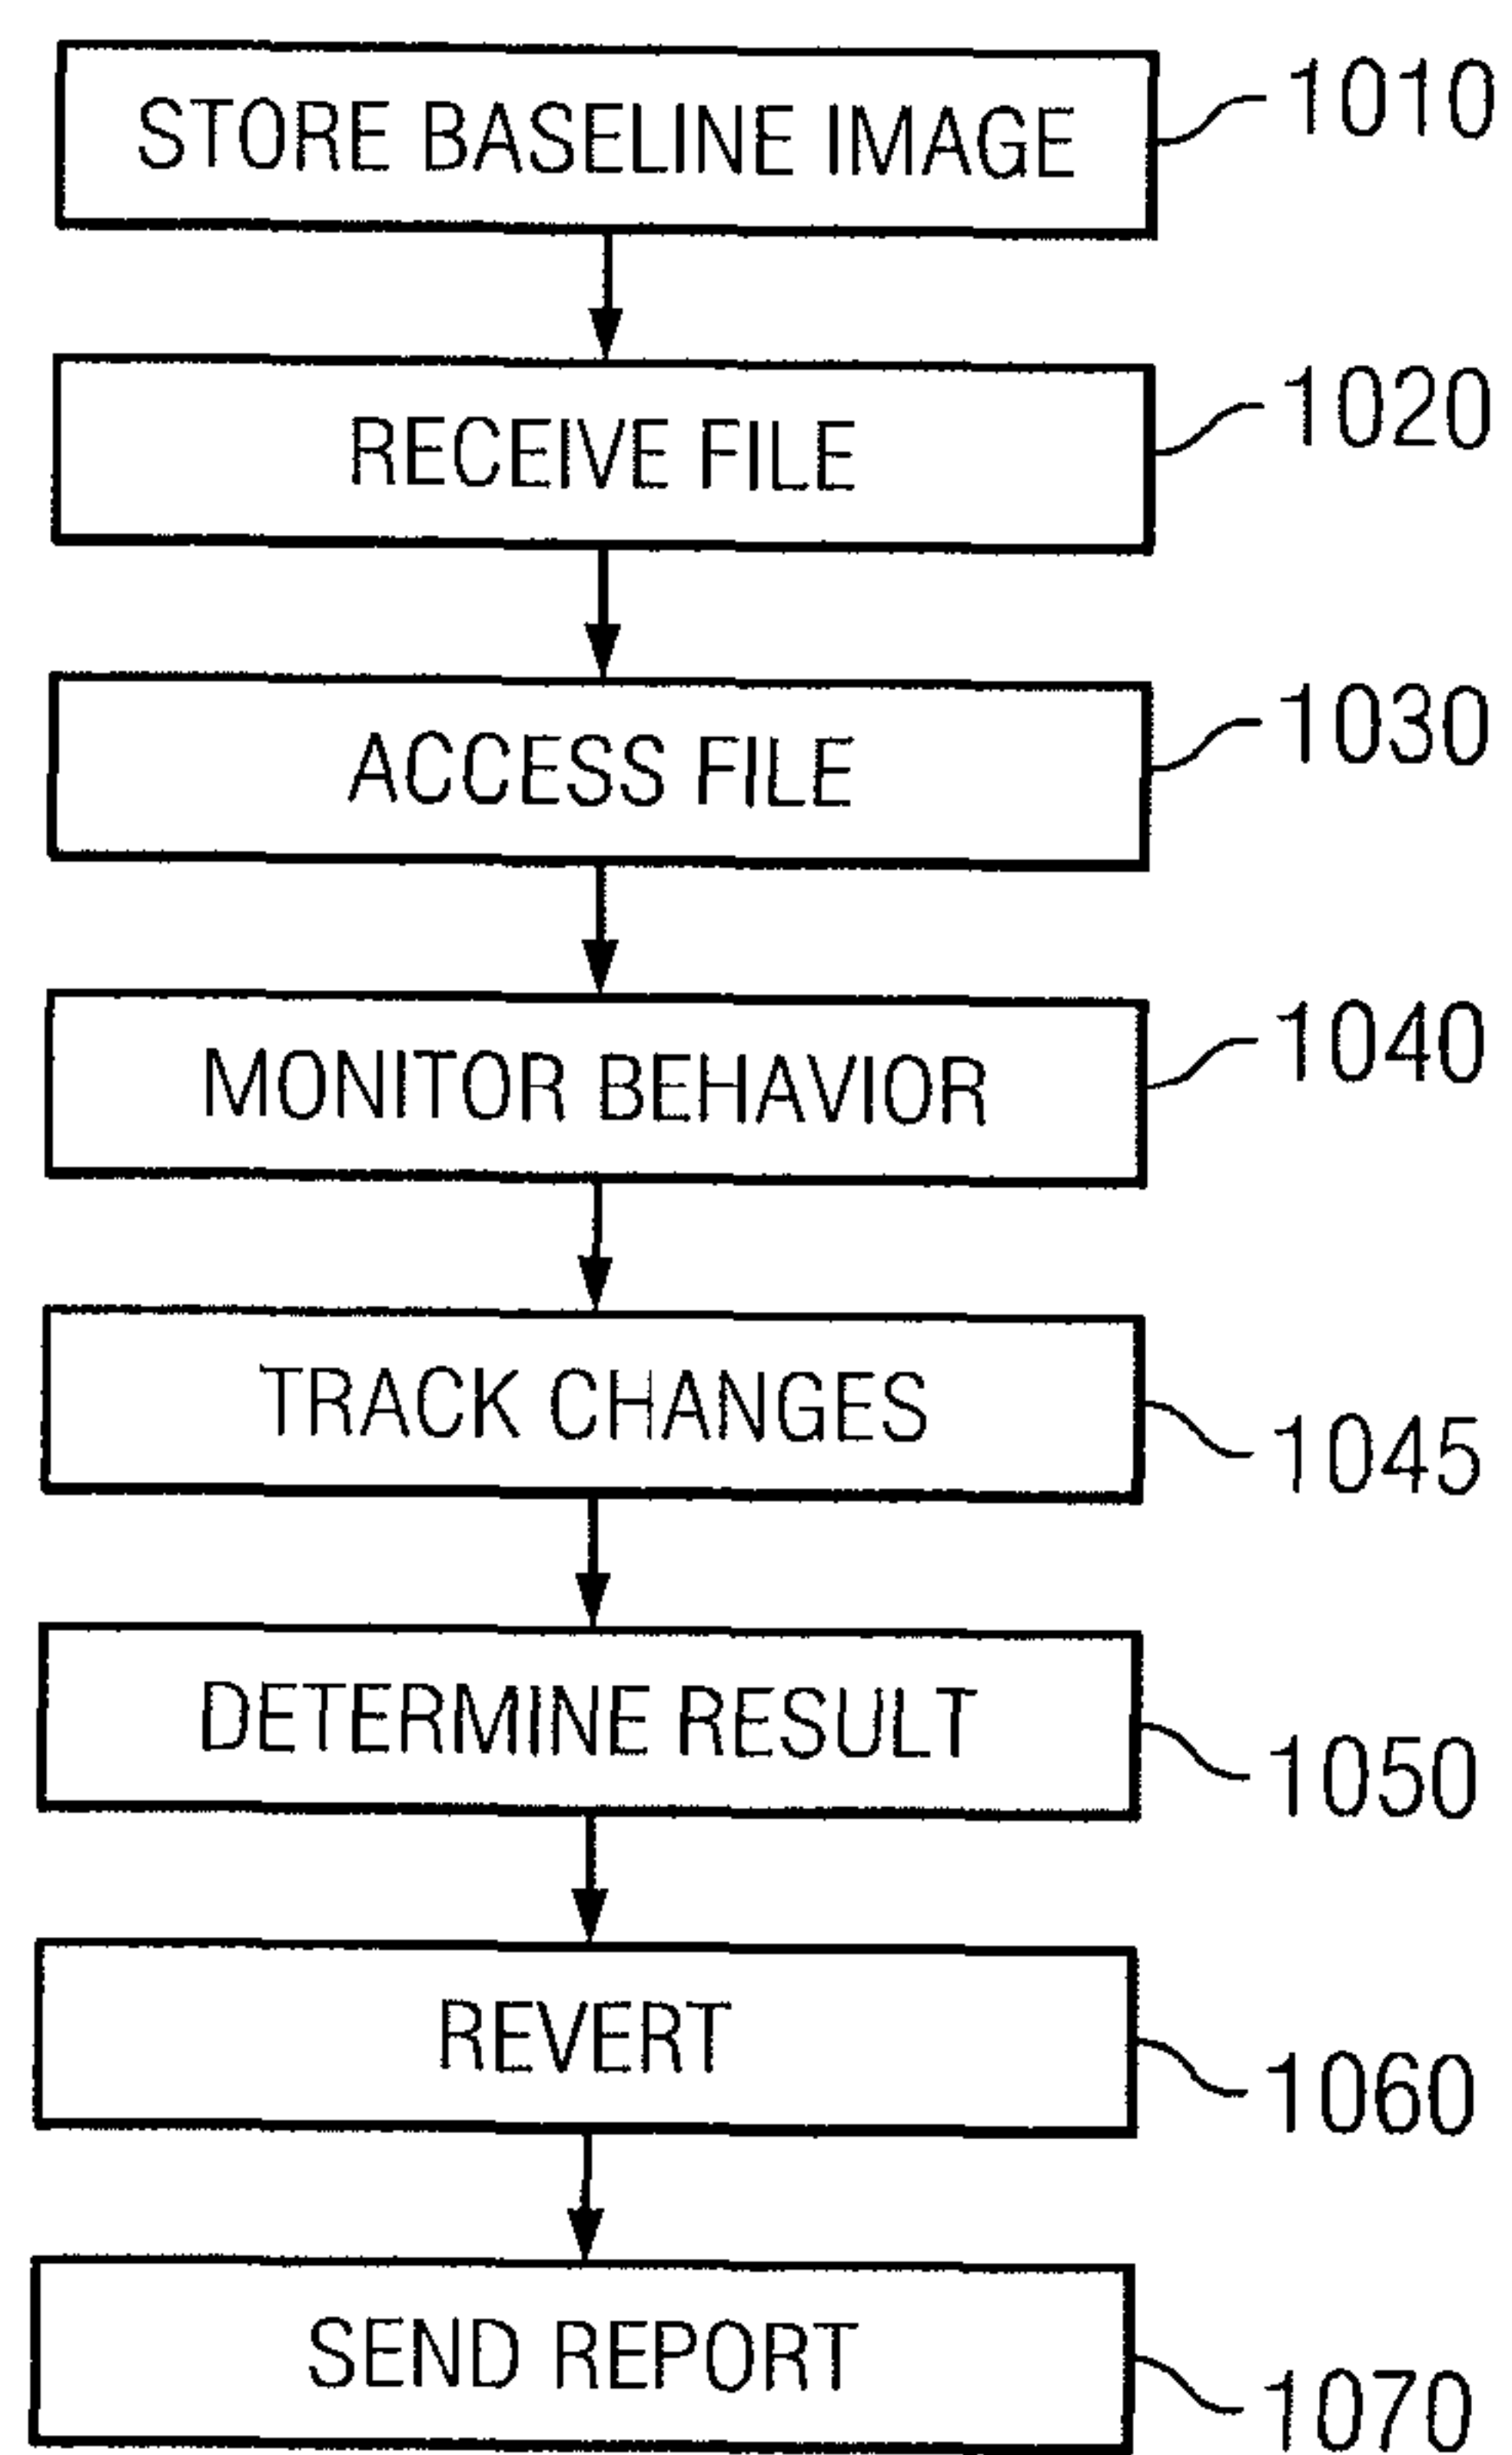 STORE BASELINE IMAGE
1010
RECEIVE FILE
1020
ACCESS FILE
1030
MONITOR BEHAVIOR
1040
TRACK CHANGES
1045
DETERMINE RESULT
1050
REVERT
1060
SEND REPORT
1070